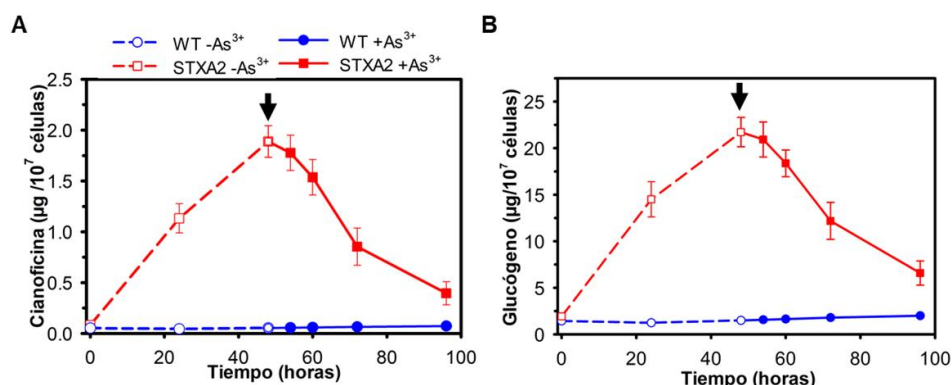 A
WT -As³⁺
WT +As³⁺
STXA2 -As³⁺
STXA2 +As³⁺
Cianoficina (µg /10⁷ células)
2.5
2.0
1.5
1.0
0.5
0.0
0 20 40 60 80 100
Tiempo (horas)
B
Glucógeno (µg/10⁷ células)
25
20
15
10
5
0
0 20 40 60 80 100
Tiempo (horas)